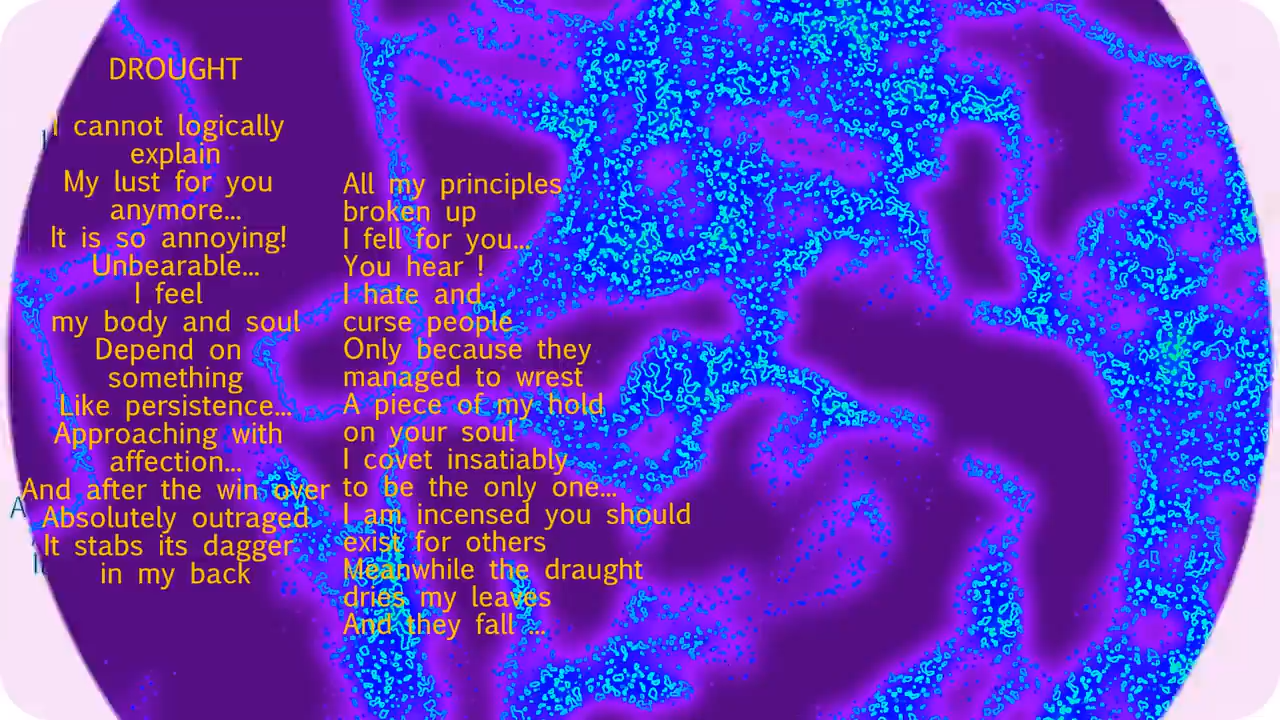 DROUGHT
I cannot logically
explain
My lust for you
anymore...
It is so annoying!
Unbearable...
I feel
my body and soul
Depend on
something
Like persistence...
Approaching with
affection...
And after the win over
Absolutely outraged
It stabs its dagger
in my back
All my principles
broken up
I fell for you...
You hear !
I hate and
curse people
Only because they
managed to wrest
A piece of my hold
on your soul
I covet insatiably
to be the only one...
I am incensed you should
exist for others
Meanwhile the draught
dries my leaves
And they fall ...